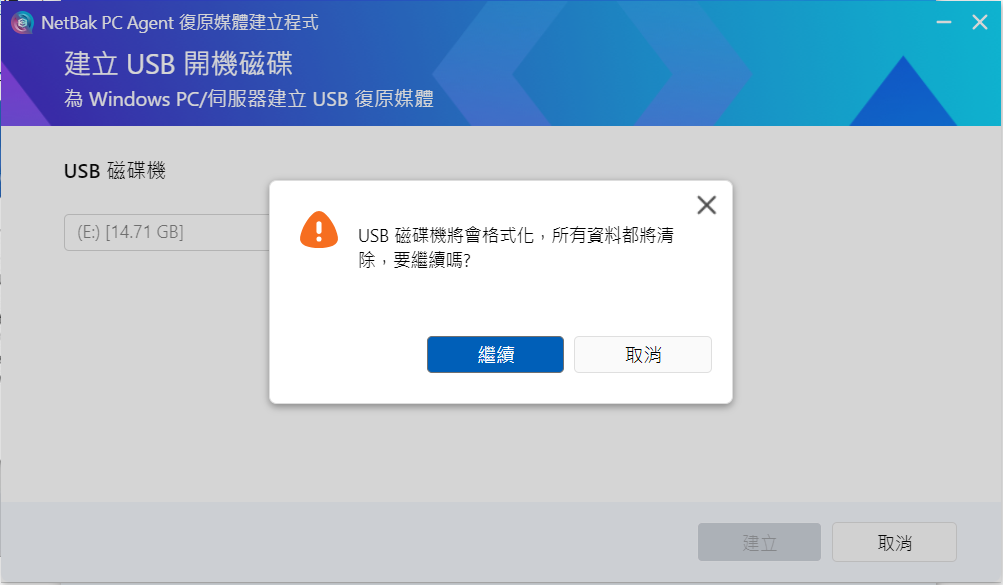 NetBak PC Agent 復原媒體建立程式
建立 USB 開機磁碟
為 Windows PC/伺服器建立 USB 復原媒體
USB 磁碟機
(E:) [14.71 GB]
USB 磁碟機將會格式化，所有資料都將清
除，要繼續嗎?
繼續
取消
建立
取消